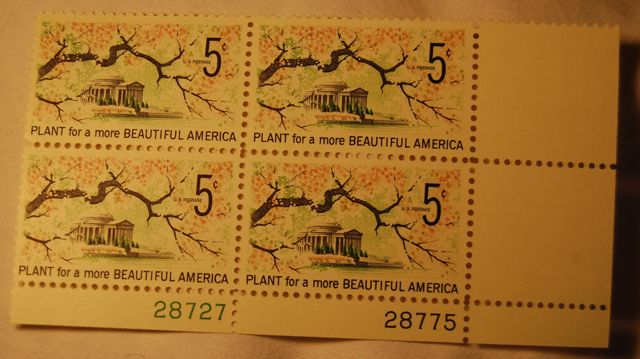 5¢
U.S. POSTAGE
PLANT for a more BEAUTIFUL AMERICA
5¢
U.S. POSTAGE
PLANT for a more BEAUTIFUL AMERICA
5¢
U.S. POSTAGE
PLANT for a more BEAUTIFUL AMERICA
5¢
U.S. POSTAGE
PLANT for a more BEAUTIFUL AMERICA
28727
28775